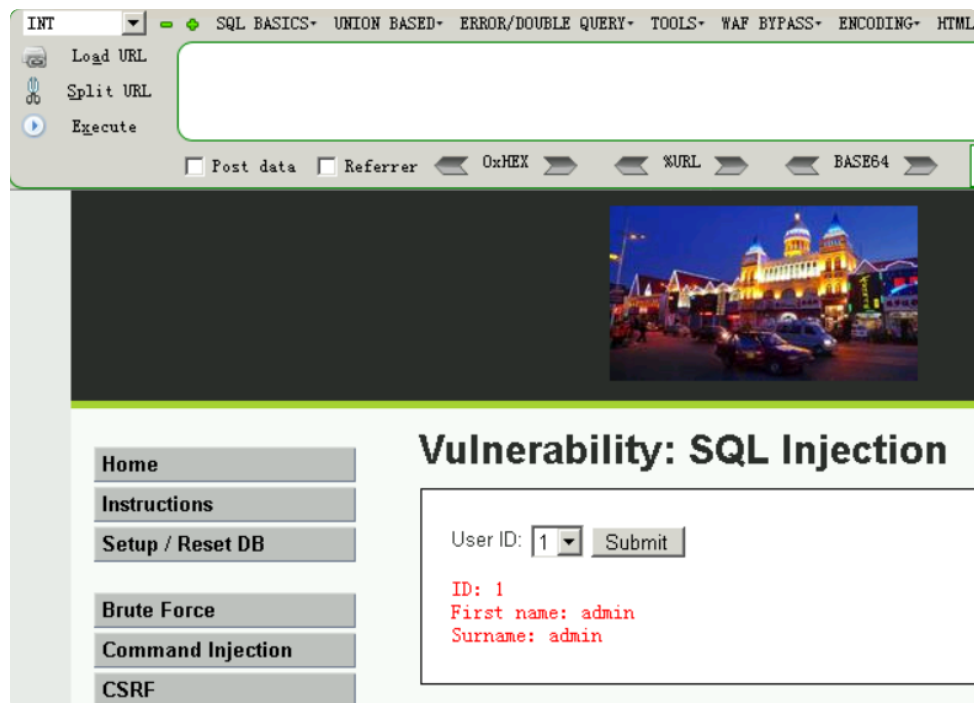 INT SQL BASICS UNION BASED ERROR/DOUBLE QUERY TOOLS WAF BYPASS ENCODING HTML
Load URL
Split URL
Execute
Post data Referrer 0xHEX %URL BASE64
Vulnerability: SQL Injection
Home
Instructions
Setup / Reset DB
Brute Force
Command Injection
CSRF
User ID: 1 Submit
ID: 1
First name: admin
Surname: admin